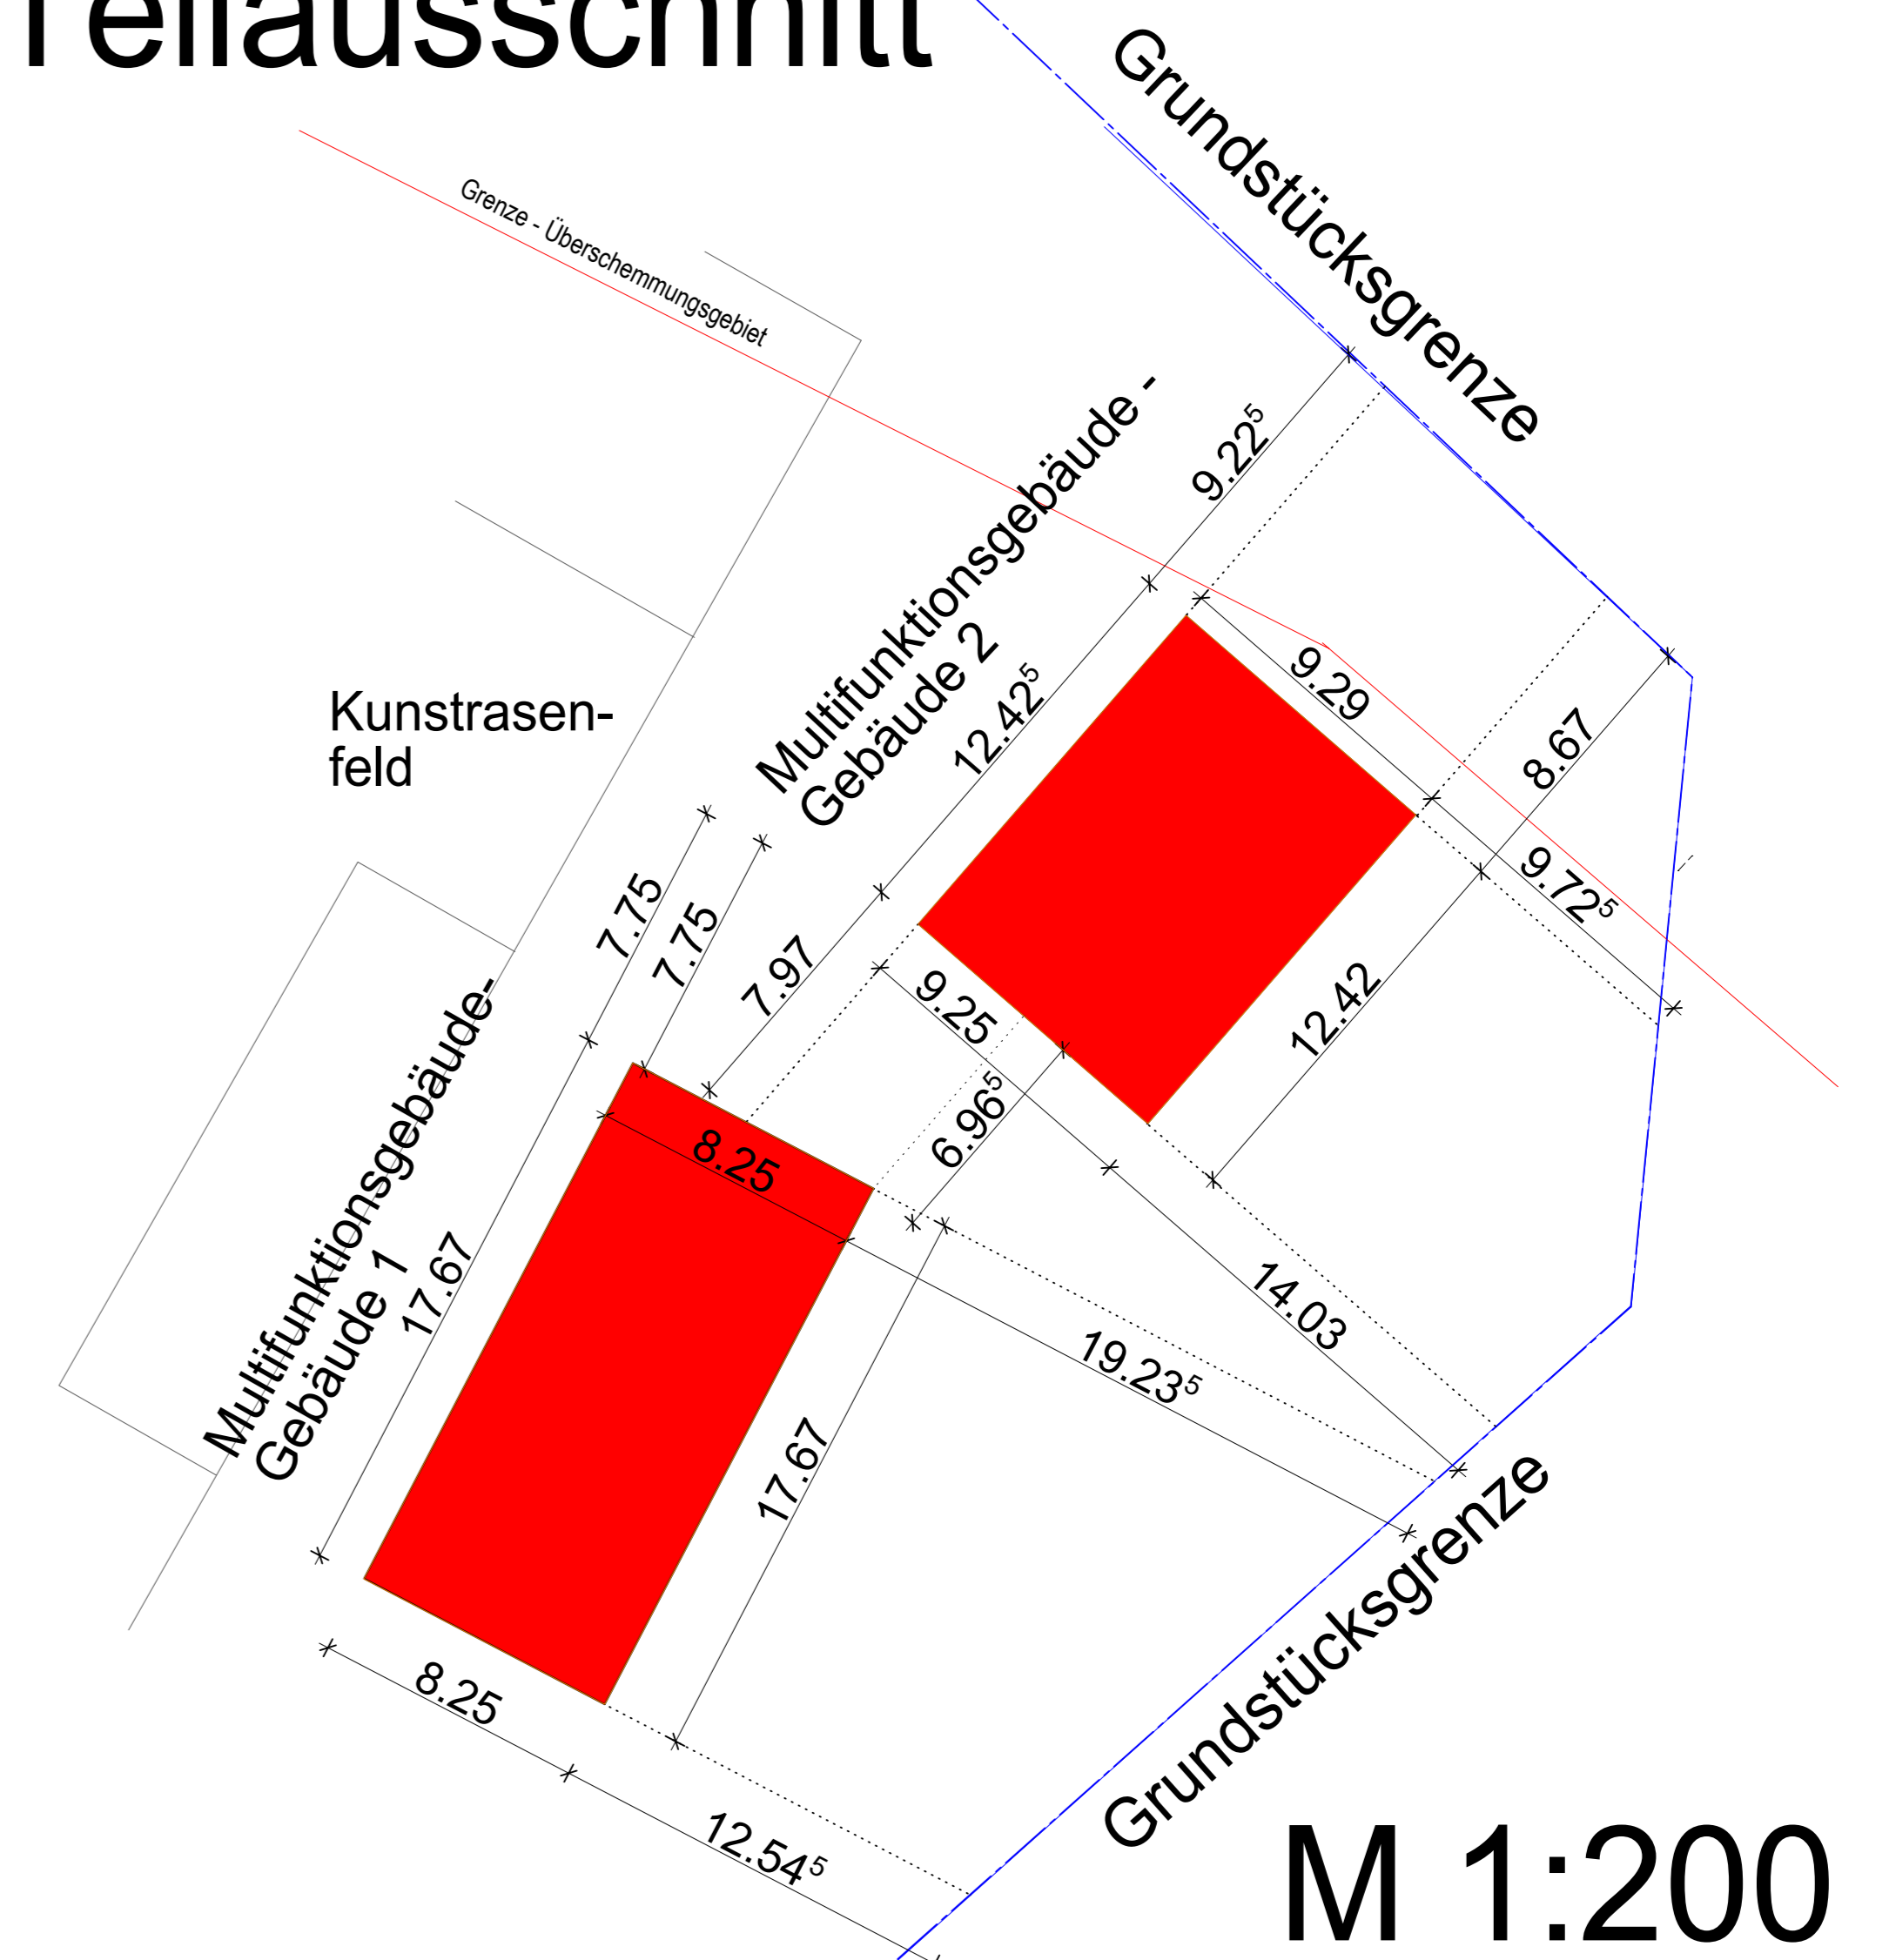 Teilausschnitt
Grundstücksgrenze
Grenze - Überschemmungsgebiet
Multifunktionsgebäude -
Gebäude 2
9.22⁵
12.42⁵
9.29
8.67
Kunstrasen-
feld
7.75
7.75
7.97
9.25
9.72⁵
12.42
6.96⁵
8.25
Multifunktionsgebäude-
Gebäude 1
17.67
14.03
19.23⁵
17.67
Grundstücksgrenze
8.25
12.54⁵
M 1:200